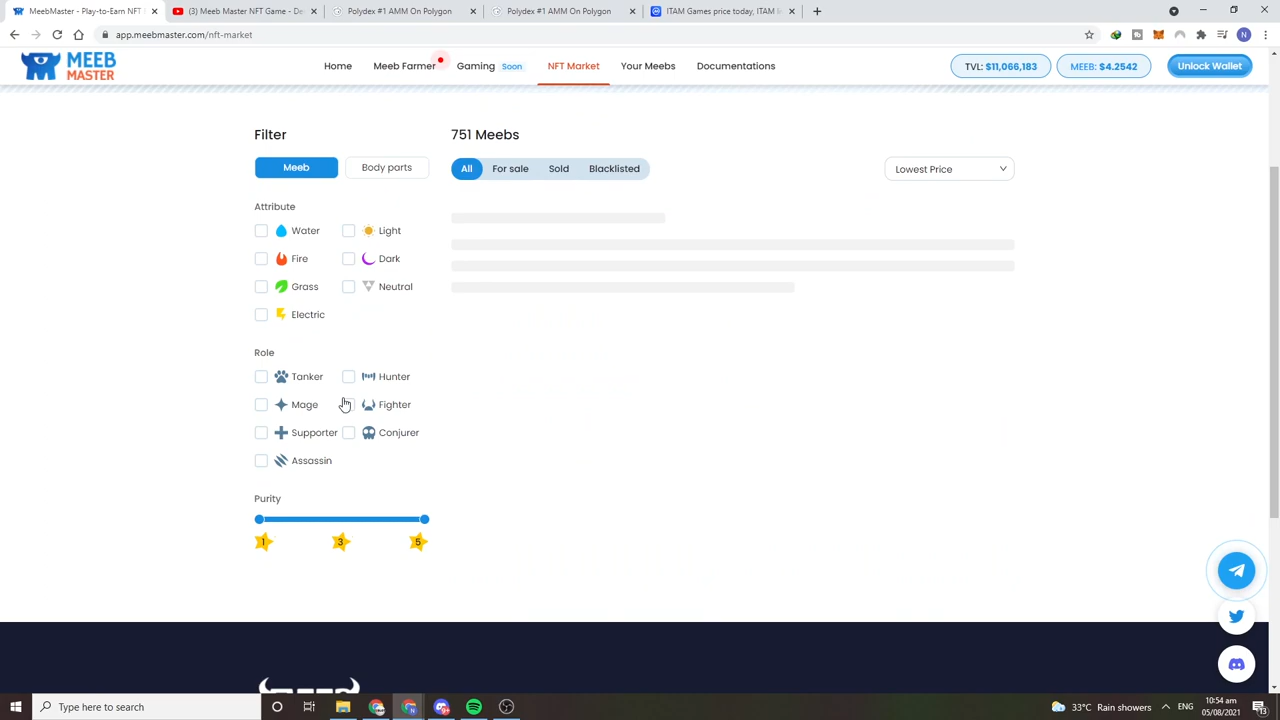 MeebMaster - Play-to-Earn NFT
(3) Meeb Master NFT Game - De
Polydex #1 AMM On Polygon
Polydex #1 AMM On Polygon
ITAM Games price today, ITAM li
app.meebmaster.com/nft-market
N
MEEB
MASTER
Home
Meeb Farmer
Gaming Soon
NFT Market
Your Meebs
Documentations
TVL: $11,066,183
MEEB: $4.2542
Unlock Wallet
Filter
751 Meebs
Meeb
Body parts
All
For sale
Sold
Blacklisted
Lowest Price
Attribute
Water
Light
Fire
Dark
Grass
Neutral
Electric
Role
Tanker
Hunter
Mage
Fighter
Supporter
Conjurer
Assassin
Purity
1
3
5
Type here to search
33°C Rain showers
ENG
10:54 am
05/08/2021